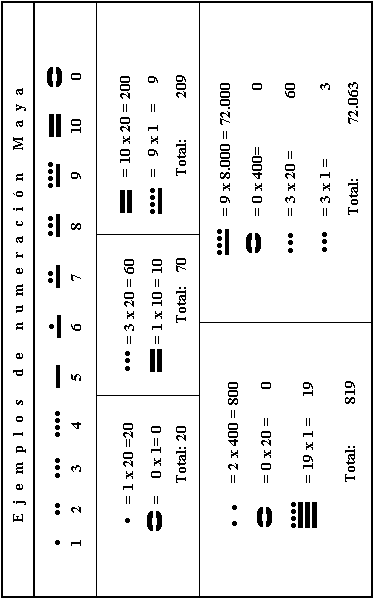 Ejemplos de numeración Maya
1 2 3 4 5 6 7 8 9 10 0
= 1 x 20 =20
= 0 x 1= 0
Total: 20
= 3 x 20 = 60
= 1 x 10 = 10
Total: 70
= 10 x 20 = 200
= 9 x 1 = 9
Total: 209
= 2 x 400 = 800
= 0 x 20 = 0
= 19 x 1 = 19
Total: 819
= 9 x 8.000 = 72.000
= 0 x 400= 0
= 3 x 20 = 60
= 3 x 1 = 3
Total: 72.063